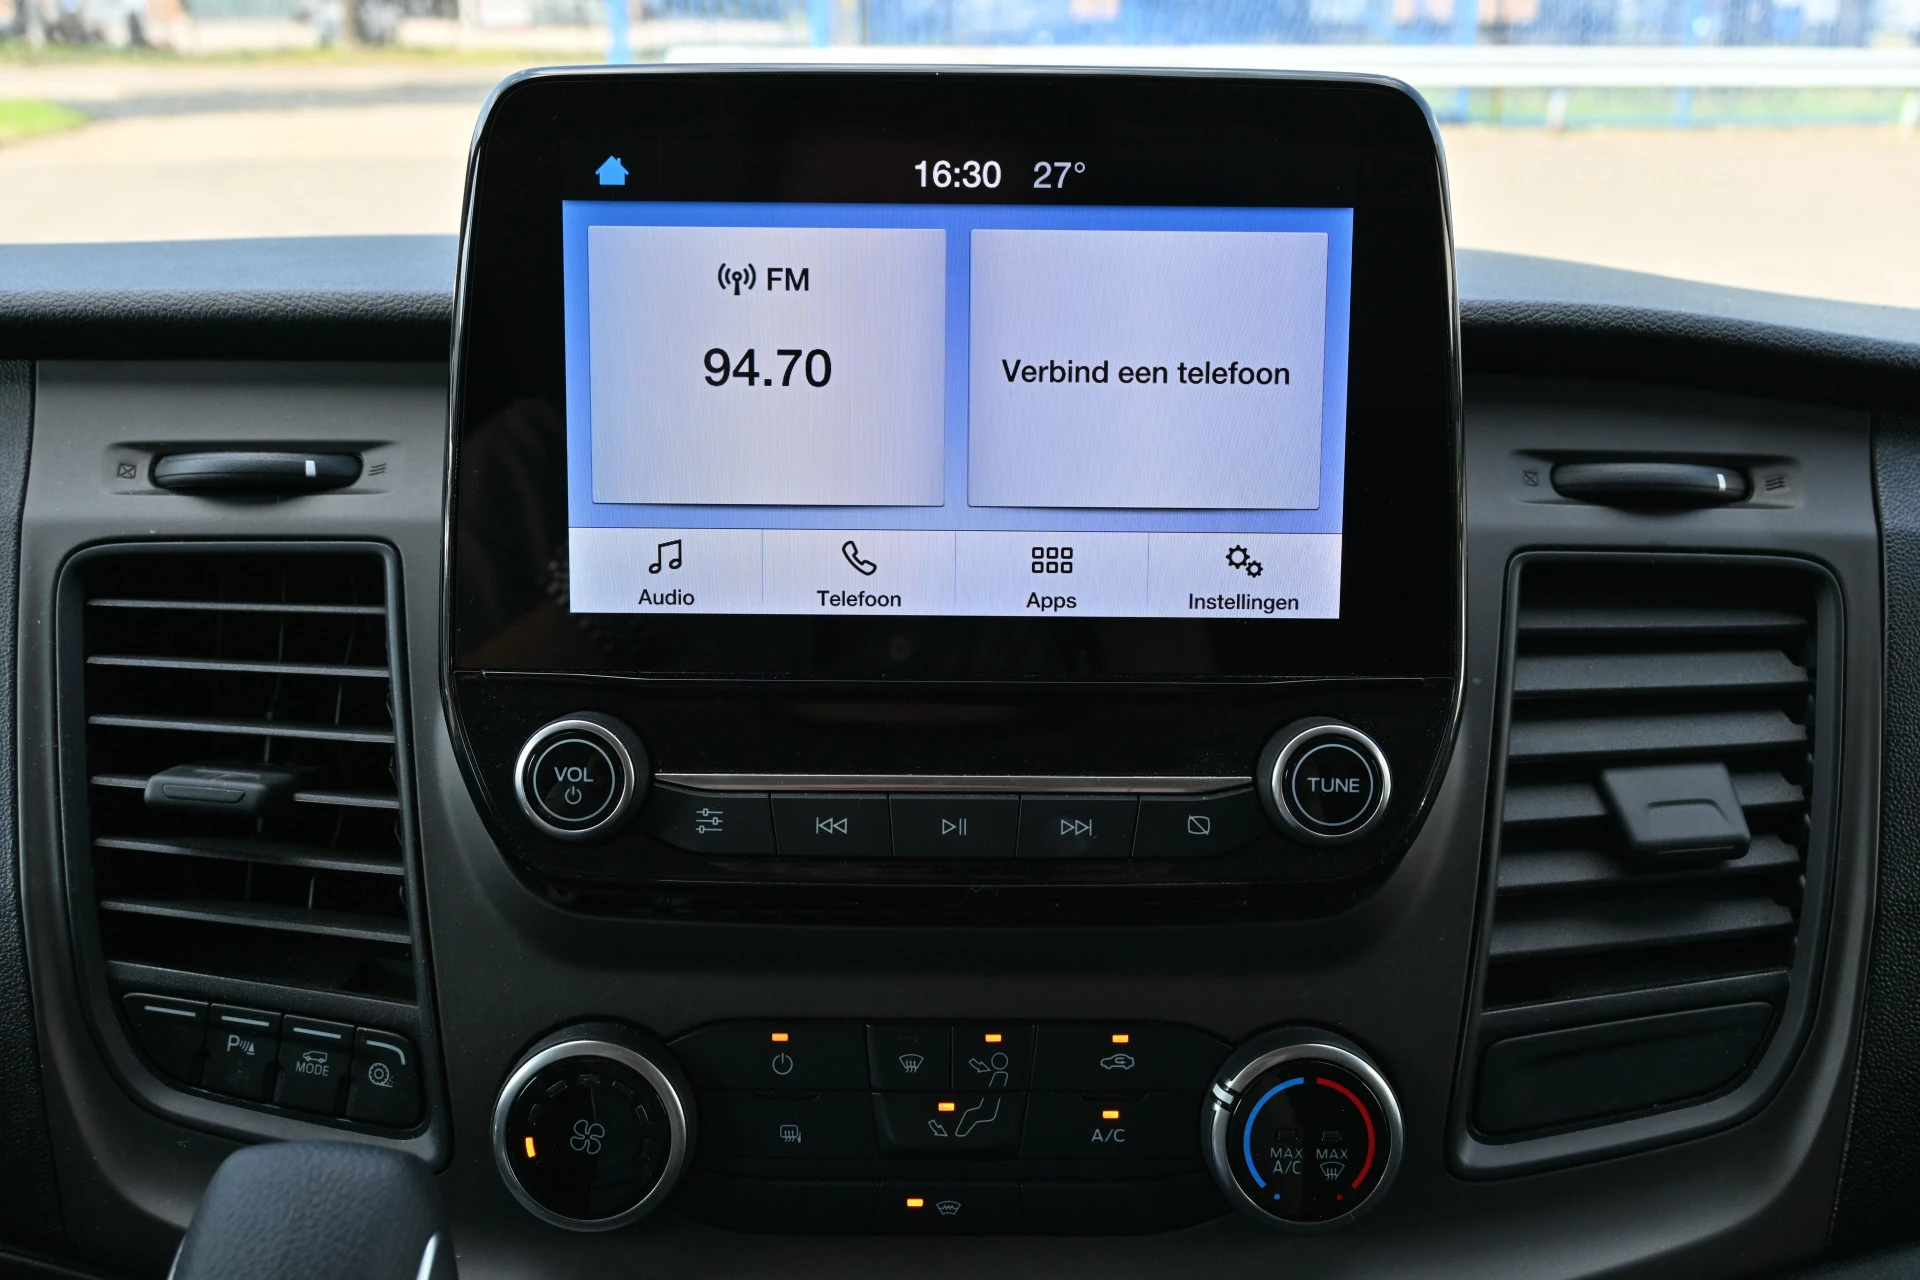 16:30 27°
FM
94.70
Verbind een telefoon
Audio Telefoon Apps Instellingen
VOL
TUNE
P
MODE
A/C
MAX A/C
MAX